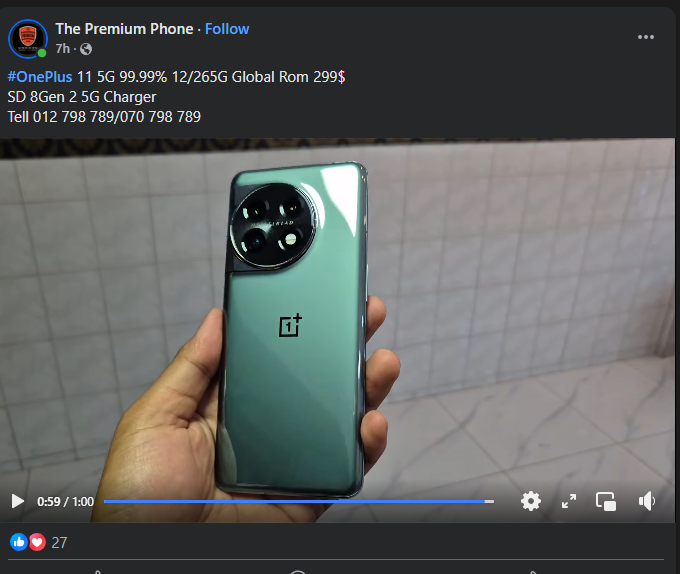 The Premium Phone · Follow
7h ·
#OnePlus 11 5G 99.99% 12/265G Global Rom 299$
SD 8Gen 2 5G Charger
Tell 012 798 789/070 798 789
1+
0:59 / 1:00
27